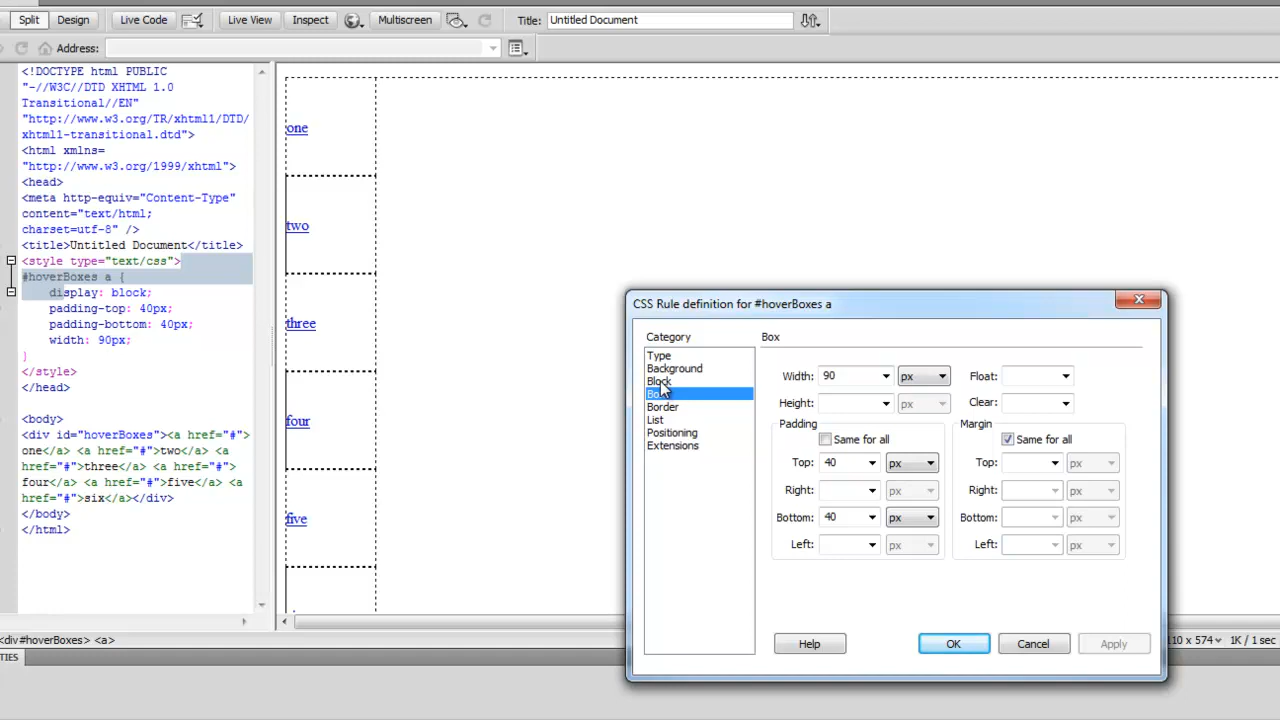 Split Design Live Code Live View Inspect Multiscreen Title: Untitled Document
Address:
<!DOCTYPE html PUBLIC
"-//W3C//DTD XHTML 1.0
Transitional//EN"
"http://www.w3.org/TR/xhtml1/DTD/
xhtml1-transitional.dtd">
<html xmlns=
"http://www.w3.org/1999/xhtml">
<head>
<meta http-equiv="Content-Type"
content="text/html;
charset=utf-8" />
<title>Untitled Document</title>
<style type="text/css">
#hoverBoxes a {
display: block;
padding-top: 40px;
padding-bottom: 40px;
width: 90px;
}
</style>
</head>
<body>
<div id="hoverBoxes"><a href="#">
one</a> <a href="#">two</a> <a
href="#">three</a> <a href="#">
four</a> <a href="#">five</a> <a
href="#">six</a></div>
</body>
</html>
one
two
three
four
five
CSS Rule definition for #hoverBoxes a
Category
Type
Background
Block
Box
Border
List
Positioning
Extensions
Box
Width: 90 px Float:
Height: px Clear:
Padding Margin
Same for all Same for all
Top: 40 px Top: px
Right: px Right: px
Bottom: 40 px Bottom: px
Left: px Left: px
Help OK Cancel Apply
<div#hoverBoxes> <a>
110 x 574 1K / 1 sec
TIES